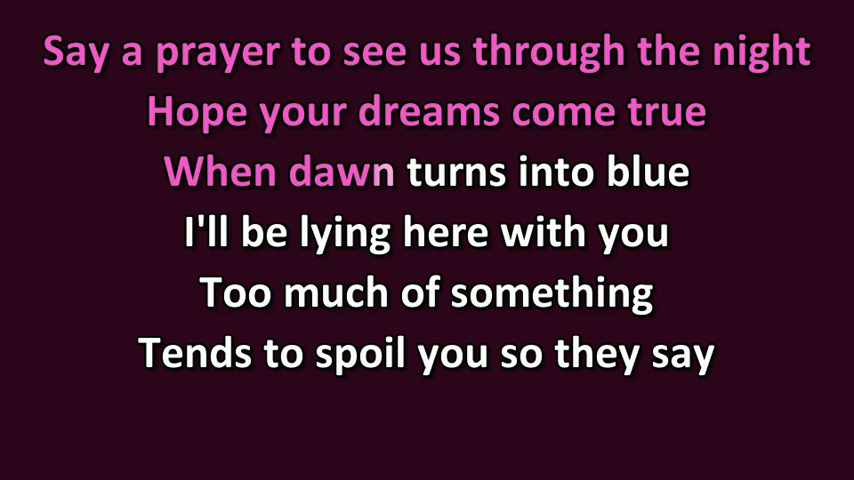 Say a prayer to see us through the night
Hope your dreams come true
When dawn turns into blue
I'll be lying here with you
Too much of something
Tends to spoil you so they say